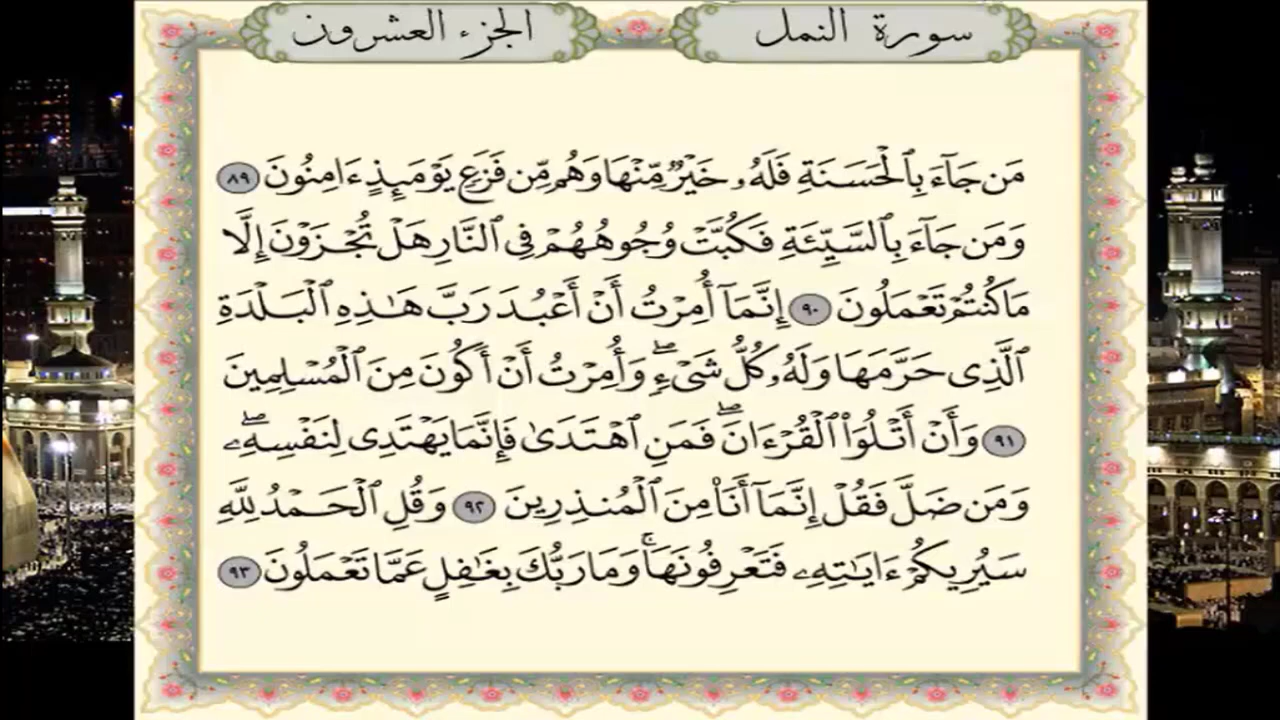 سورة النمل
الجزء العشرون
مَن جَآءَ بِٱلْحَسَنَةِ فَلَهُۥ خَيْرٌ مِّنْهَا وَهُم مِّن فَزَعٍ يَوْمَئِذٍ ءَامِنُونَ ٨٩
وَمَن جَآءَ بِٱلسَّيِّئَةِ فَكُبَّتْ وُجُوهُهُمْ فِى ٱلنَّارِ هَلْ تُجْزَوْنَ إِلَّا
مَا كُنتُمْ تَعْمَلُونَ ٩٠ إِنَّمَآ أُمِرْتُ أَنْ أَعْبُدَ رَبَّ هَٰذِهِ ٱلْبَلْدَةِ
ٱلَّذِى حَرَّمَهَا وَلَهُۥ كُلُّ شَىْءٍ ۖ وَأُمِرْتُ أَنْ أَكُونَ مِنَ ٱلْمُسْلِمِينَ
٩١ وَأَنْ أَتْلُوَا۟ ٱلْقُرْءَانَ ۖ فَمَنِ ٱهْتَدَىٰ فَإِنَّمَا يَهْتَدِى لِنَفْسِهِۦ ۖ
وَمَن ضَلَّ فَقُلْ إِنَّمَآ أَنَا۠ مِنَ ٱلْمُنذِرِينَ ٩٢ وَقُلِ ٱلْحَمْدُ لِلَّهِ
سَيُرِيكُمْ ءَايَٰتِهِۦ فَتَعْرِفُونَهَا ۚ وَمَا رَبُّكَ بِغَٰفِلٍ عَمَّا تَعْمَلُونَ ٩٣